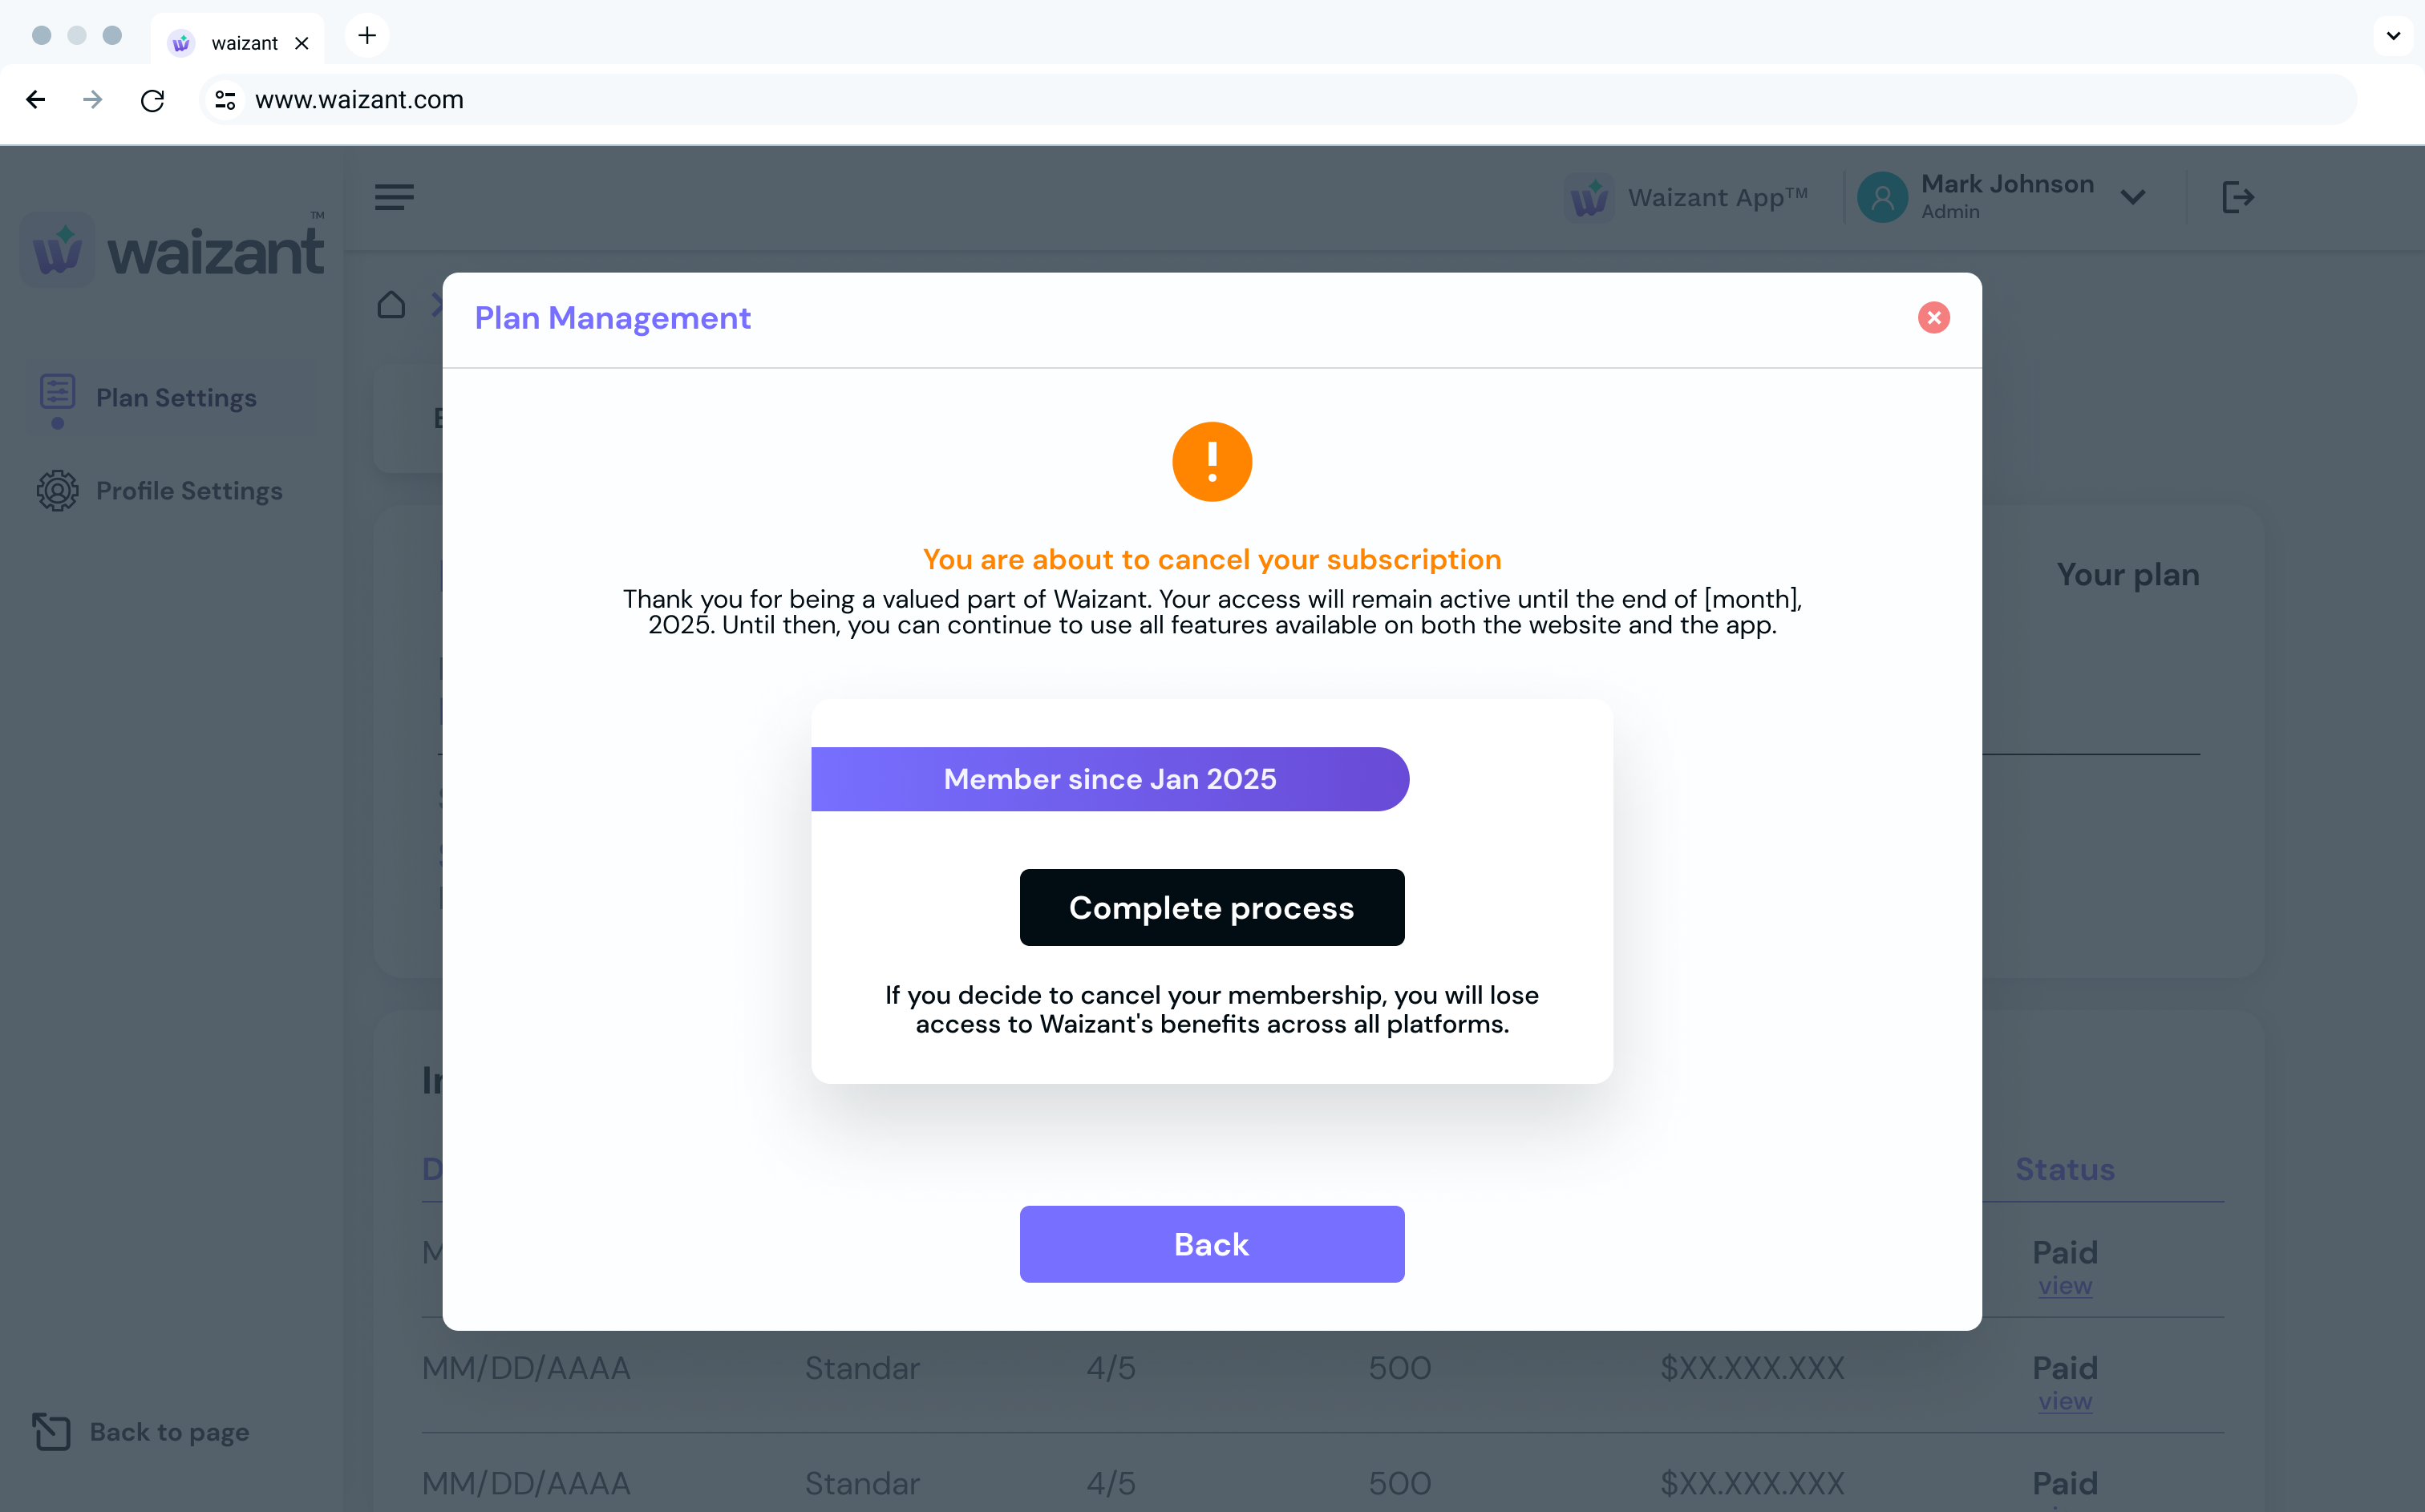 waizant
www.waizant.com
waizant™
Waizant App™
Mark Johnson
Admin
Plan Settings
Profile Settings
Back to page
Plan Management
You are about to cancel your subscription
Thank you for being a valued part of Waizant. Your access will remain active until the end of [month],
2025. Until then, you can continue to use all features available on both the website and the app.
Member since Jan 2025
Complete process
If you decide to cancel your membership, you will lose
access to Waizant's benefits across all platforms.
Back
Your plan
Status
Paid
view
MM/DD/AAAA Standar 4/5 500 $XX.XXX.XXX Paid
view
MM/DD/AAAA Standar 4/5 500 $XX.XXX.XXX Paid